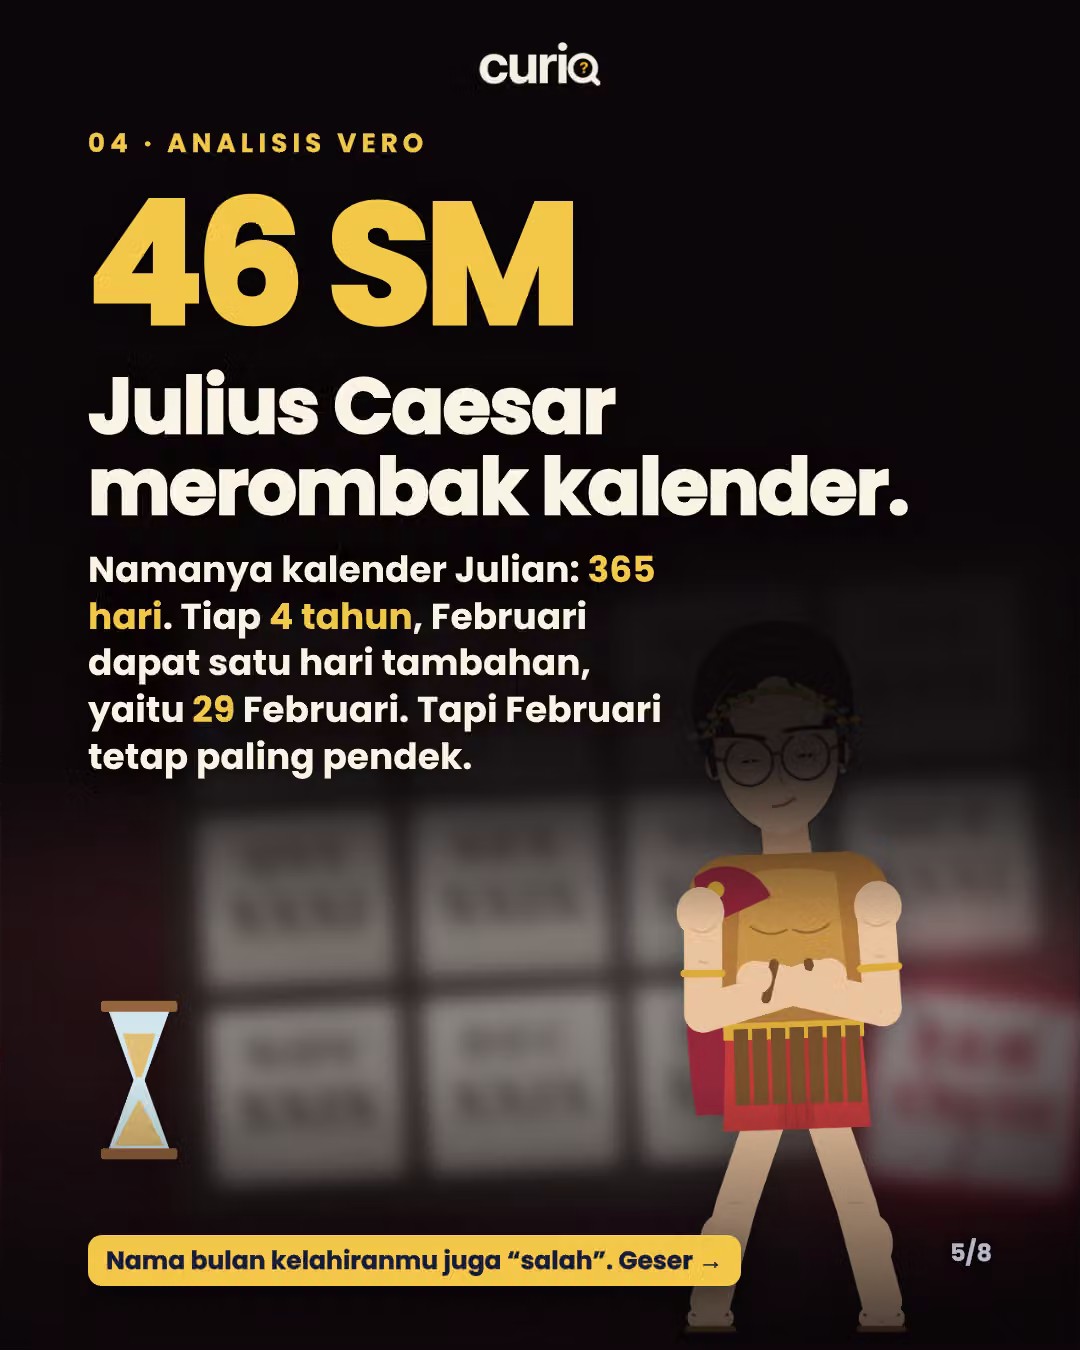 curiQ
04 · ANALISIS VERO
46 SM
Julius Caesar
merombak kalender.
Namanya kalender Julian: 365
hari. Tiap 4 tahun, Februari
dapat satu hari tambahan,
yaitu 29 Februari. Tapi Februari
tetap paling pendek.
Nama bulan kelahiranmu juga “salah”. Geser →
5/8